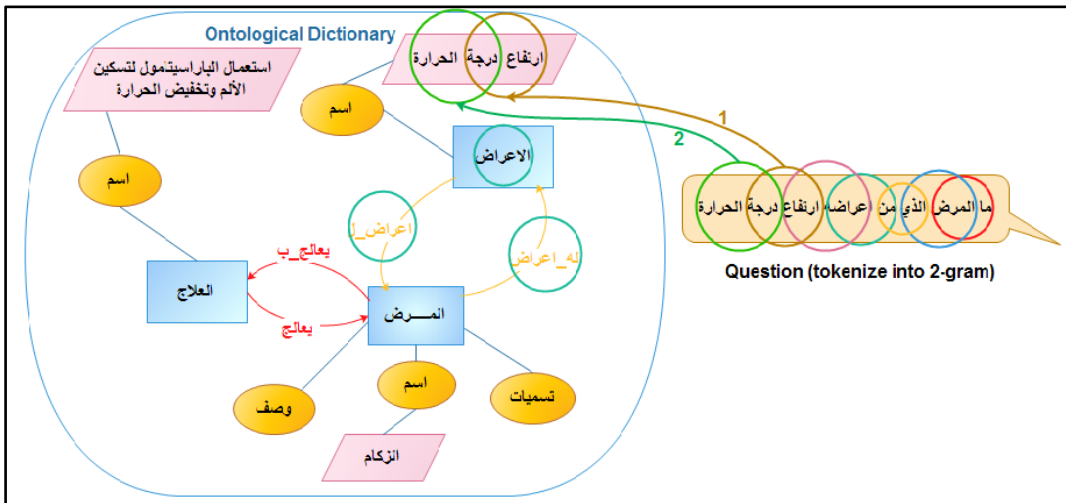 Ontological Dictionary
ارتفاع درجة الحرارة
استعمال الباراسيتامول لتسكين
الألم وتخفيض الحرارة
اسم
1
2
الاعراض
اسم
ما المرض الذي من اعراضه ارتفاع درجة الحرارة
اعراض_ل
له_اعراض
يعالج_ب
Question (tokenize into 2-gram)
العلاج
المـــرض
يعالج
اسم
تسميات
وصف
الزكام